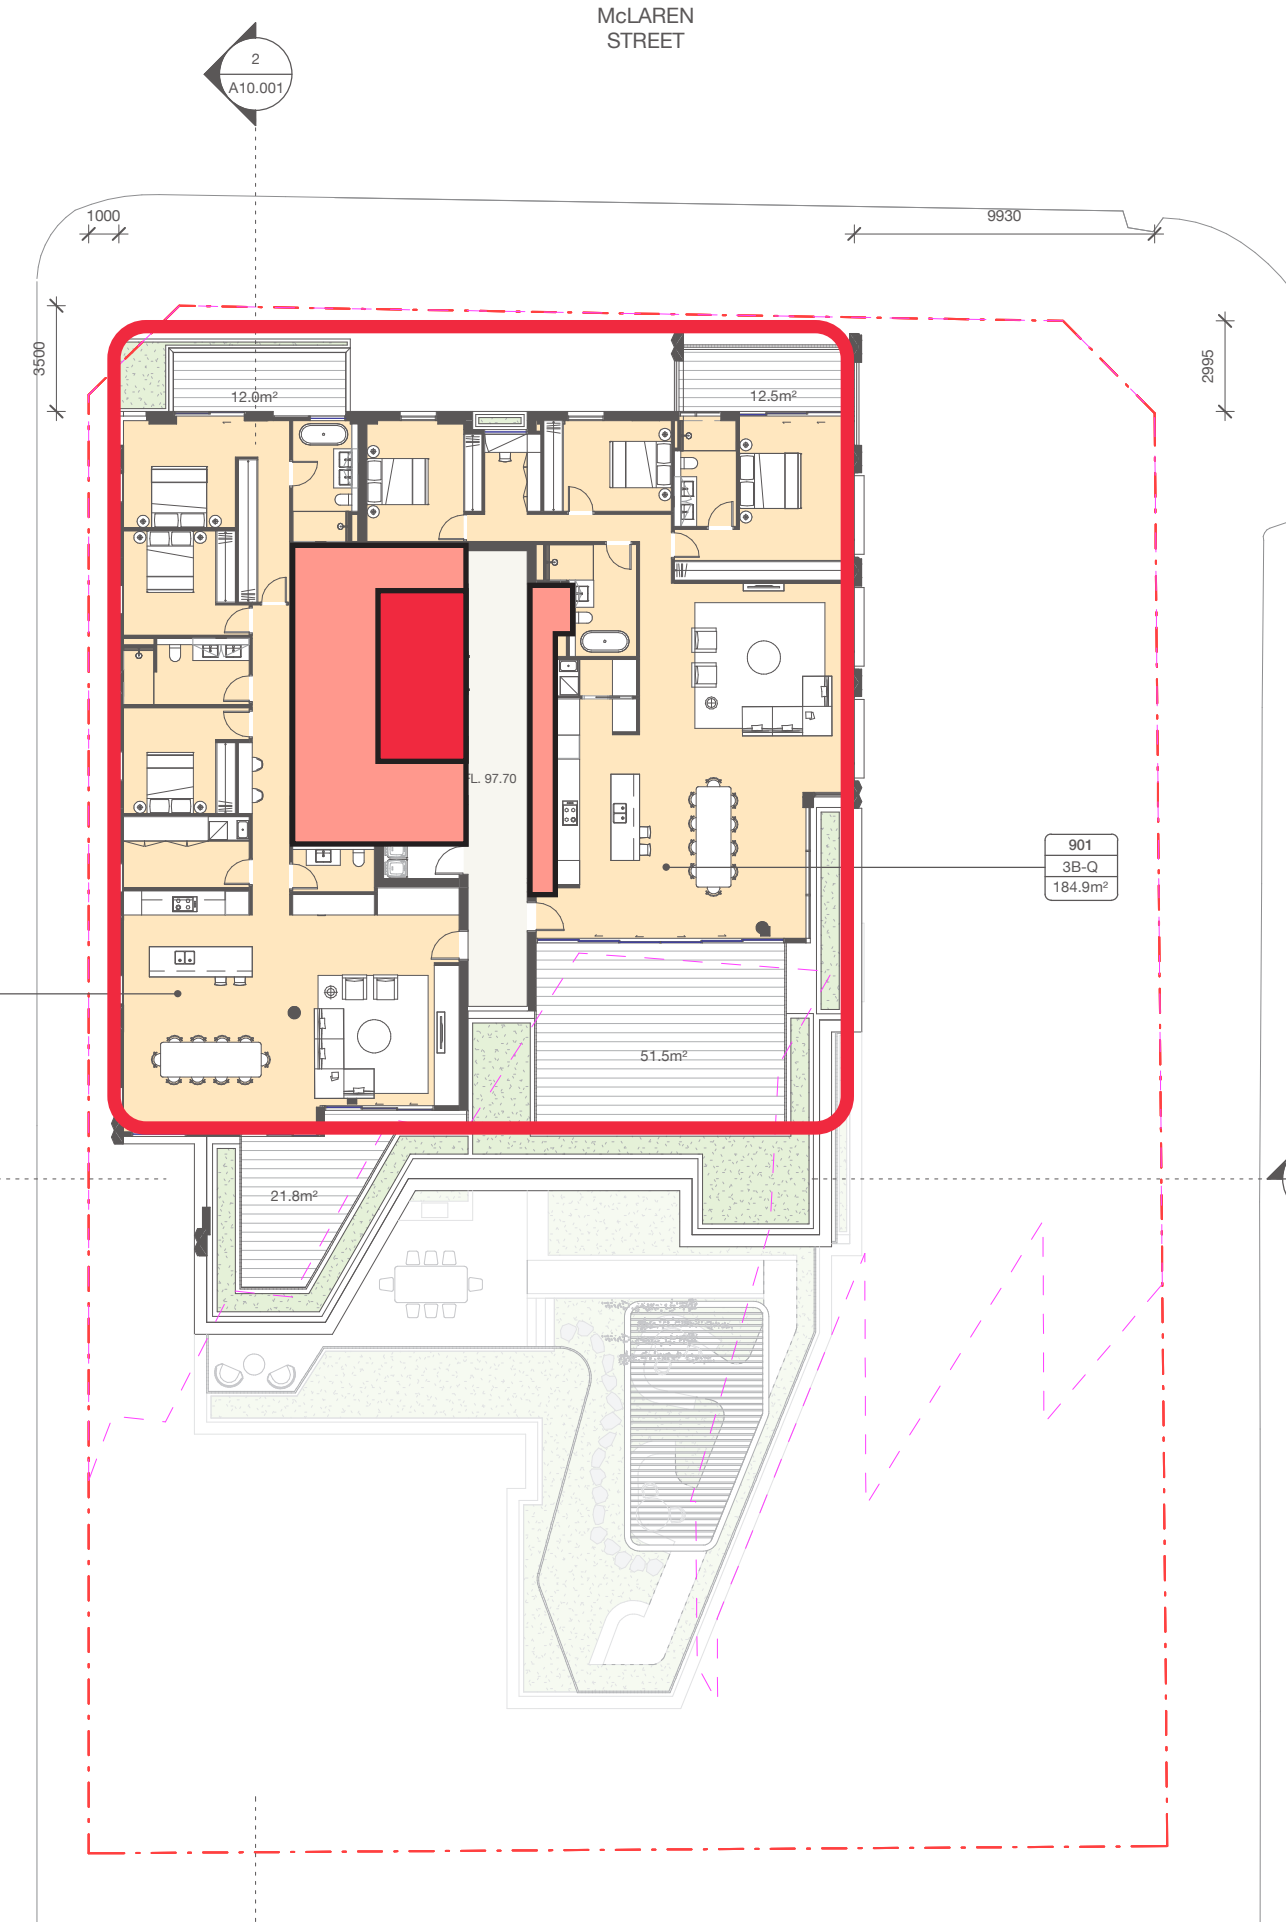 McLAREN
STREET
2
A10.001
1000
9930
3500
2995
12.0m²
12.5m²
FL. 97.70
901
3B-Q
184.9m²
51.5m²
21.8m²